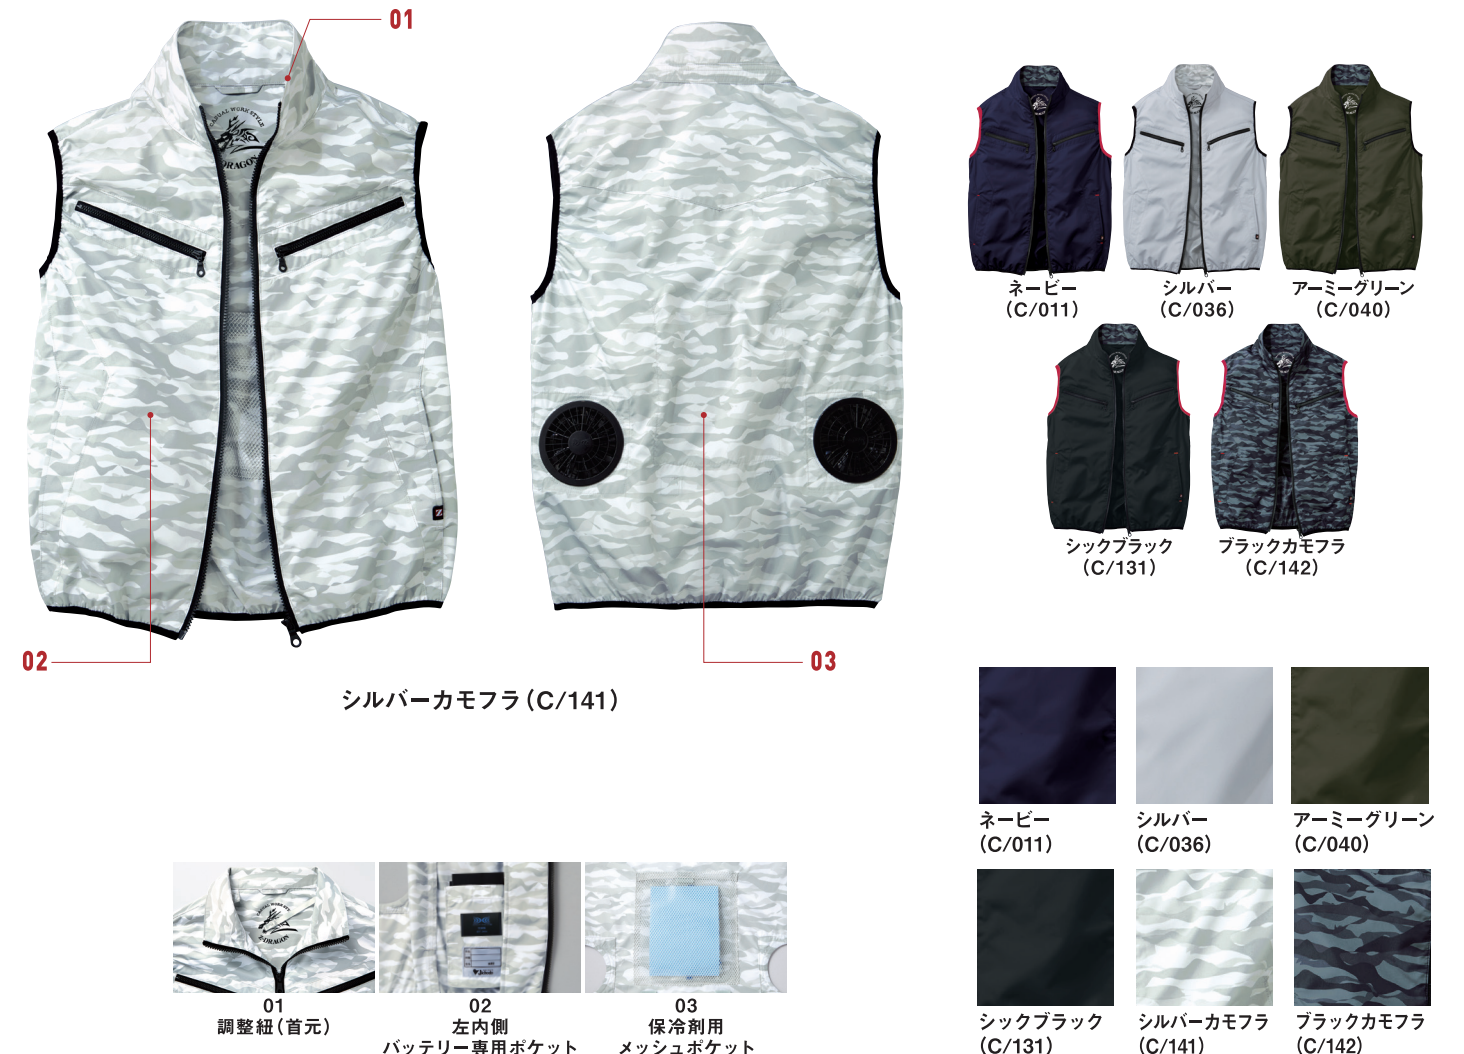 01
CASUAL WORK STYLE
Z-DRAGON
Z
02
03
シルバーカモフラ(C/141)
ネービー
(C/011)
シルバー
(C/036)
アーミーグリーン
(C/040)
シックブラック
(C/131)
ブラックカモフラ
(C/142)
ネービー
(C/011)
シルバー
(C/036)
アーミーグリーン
(C/040)
シックブラック
(C/131)
シルバーカモフラ
(C/141)
ブラックカモフラ
(C/142)
Z-DRAGON
01
調整紐(首元)
02
左内側
バッテリー専用ポケット
03
保冷剤用
メッシュポケット